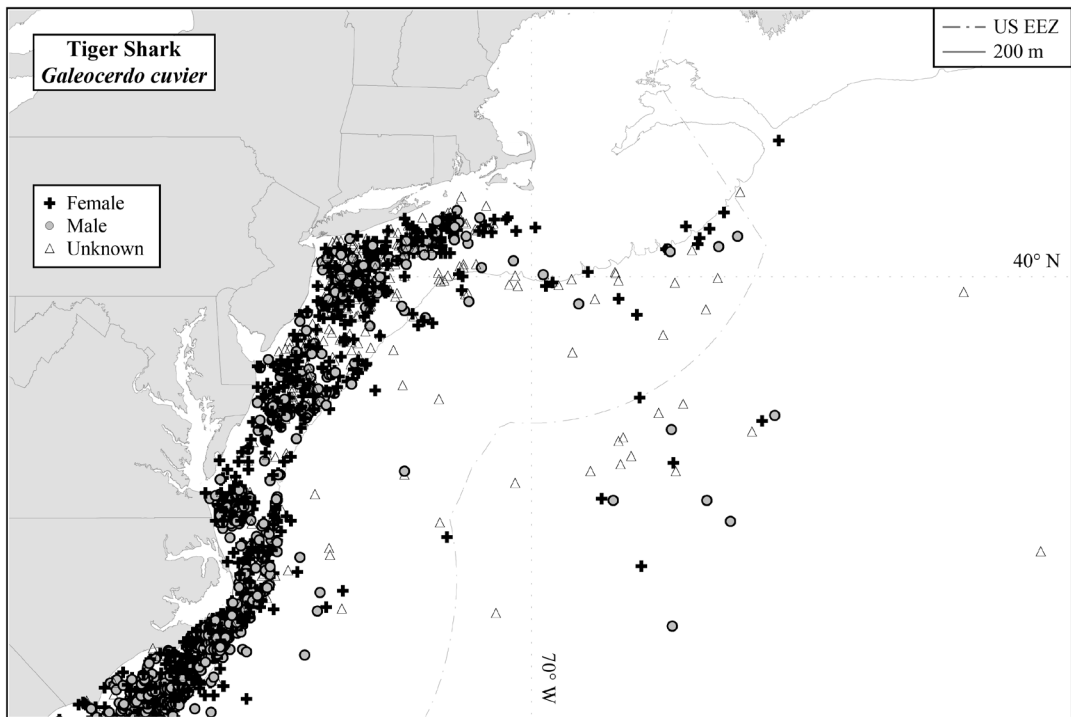 Tiger Shark
Galeocerdo cuvier
US EEZ
200 m
Female
Male
Unknown
40° N
70° W